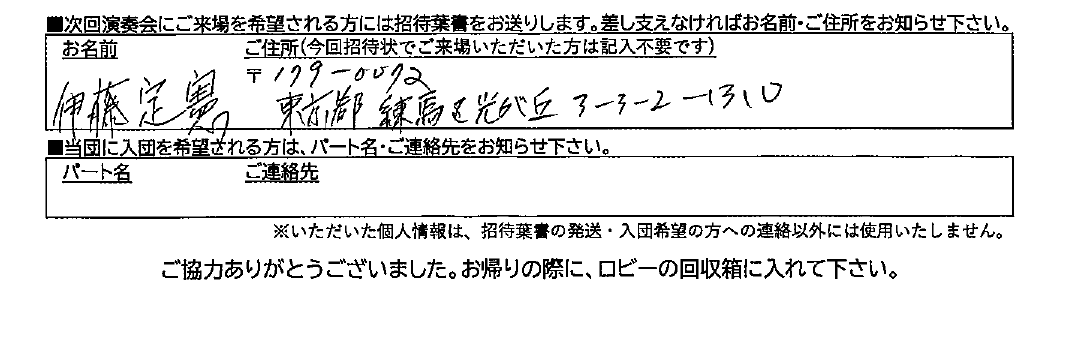 ■次回演奏会にご来場を希望される方には招待葉書をお送りします。差し支えなければお名前・ご住所をお知らせ下さい。
お名前 ご住所(今回招待状でご来場いただいた方は記入不要です)
〒179-0072
伊藤定憲 東京都練馬区光が丘3-3-2-1310
■当団に入団を希望される方は、パート名・ご連絡先をお知らせ下さい。
パート名 ご連絡先
※いただいた個人情報は、招待葉書の発送・入団希望の方への連絡以外には使用いたしません。
ご協力ありがとうございました。お帰りの際に、ロビーの回収箱に入れて下さい。